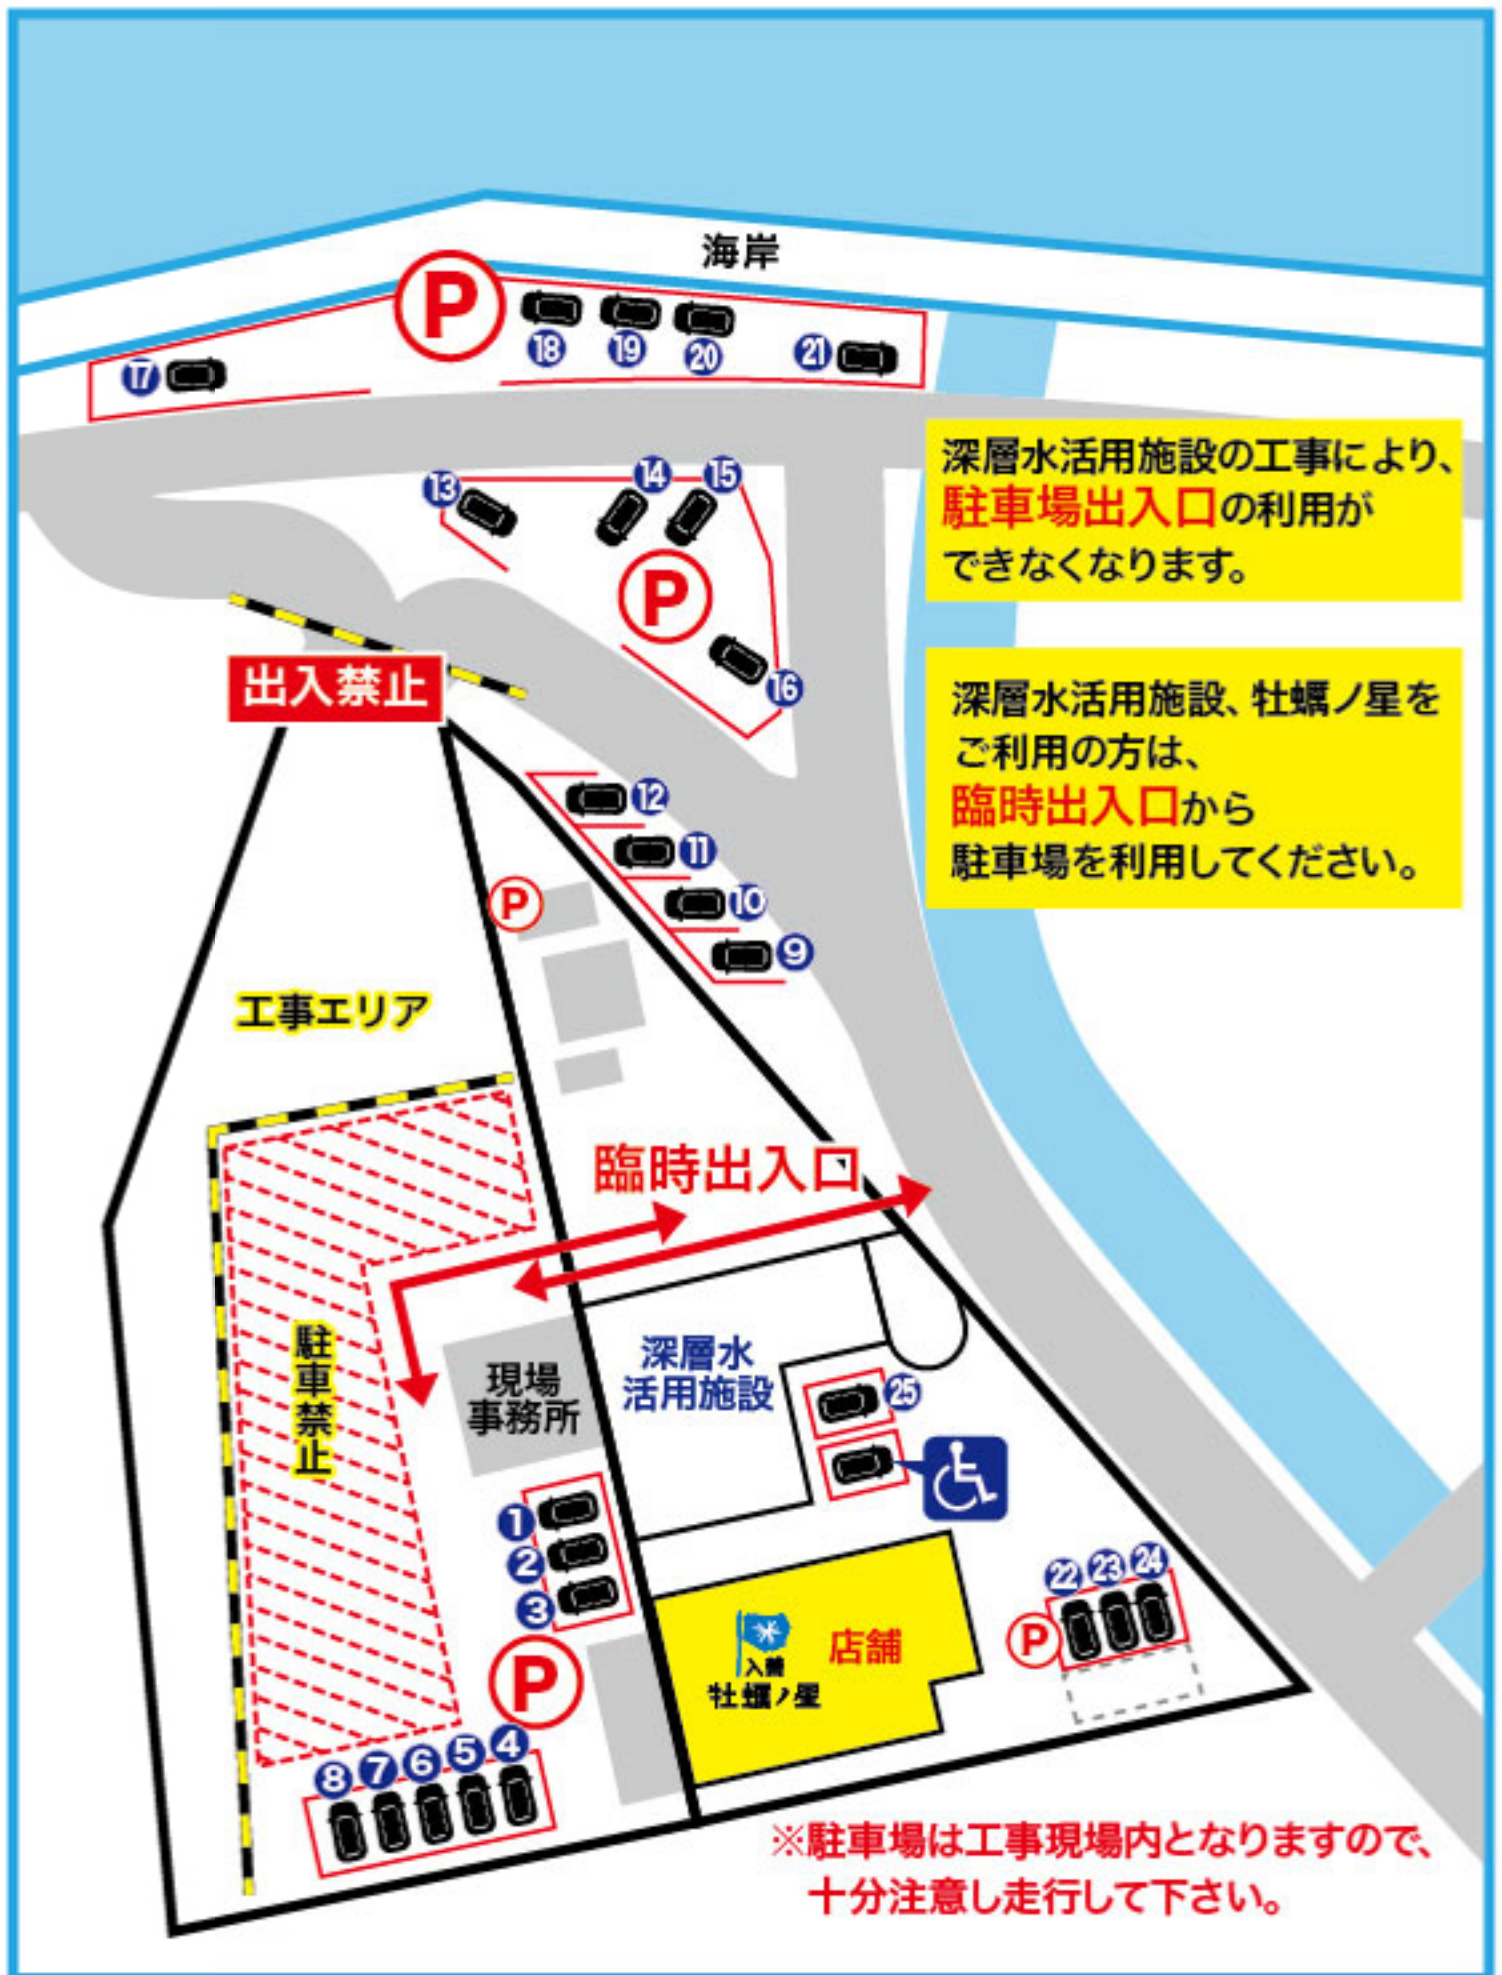 海岸
P
⑱ ⑲ ⑳ ㉑
⑰
深層水活用施設の工事により、
駐車場出入口の利用が
できなくなります。
⑬ ⑭ ⑮
P
⑯
出入禁止
深層水活用施設、牡蠣ノ星を
ご利用の方は、
臨時出入口から
駐車場を利用してください。
⑫
⑪
P
⑩
⑨
工事エリア
臨時出入口
駐車禁止
現場
事務所
深層水
活用施設
㉕
①
②
③
㉒ ㉓ ㉔
P
入善
牡蠣ノ星
店舗
P
⑧ ⑦ ⑥ ⑤ ④
※駐車場は工事現場内となりますので、
十分注意し走行して下さい。